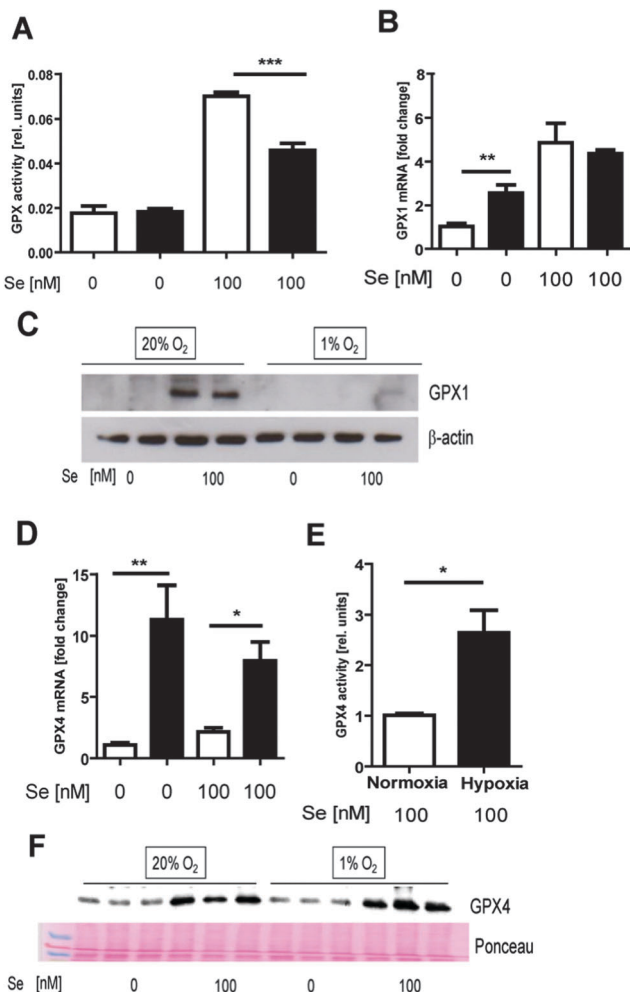 A
***
GPX activity [rel. units]
0.08
0.06
0.04
0.02
0.00
Se [nM] 0 0 100 100
B
**
GPX1 mRNA [fold change]
8
6
4
2
0
Se [nM] 0 0 100 100
C
20% O2 1% O2
GPX1
β-actin
Se [nM] 0 100 0 100
D
** *
GPX4 mRNA [fold change]
15
10
5
0
Se [nM] 0 0 100 100
E
*
GPX4 activity [rel. units]
4
3
2
1
0
Normoxia Hypoxia
Se [nM] 100 100
F
20% O2 1% O2
GPX4
Ponceau
Se [nM] 0 100 0 100